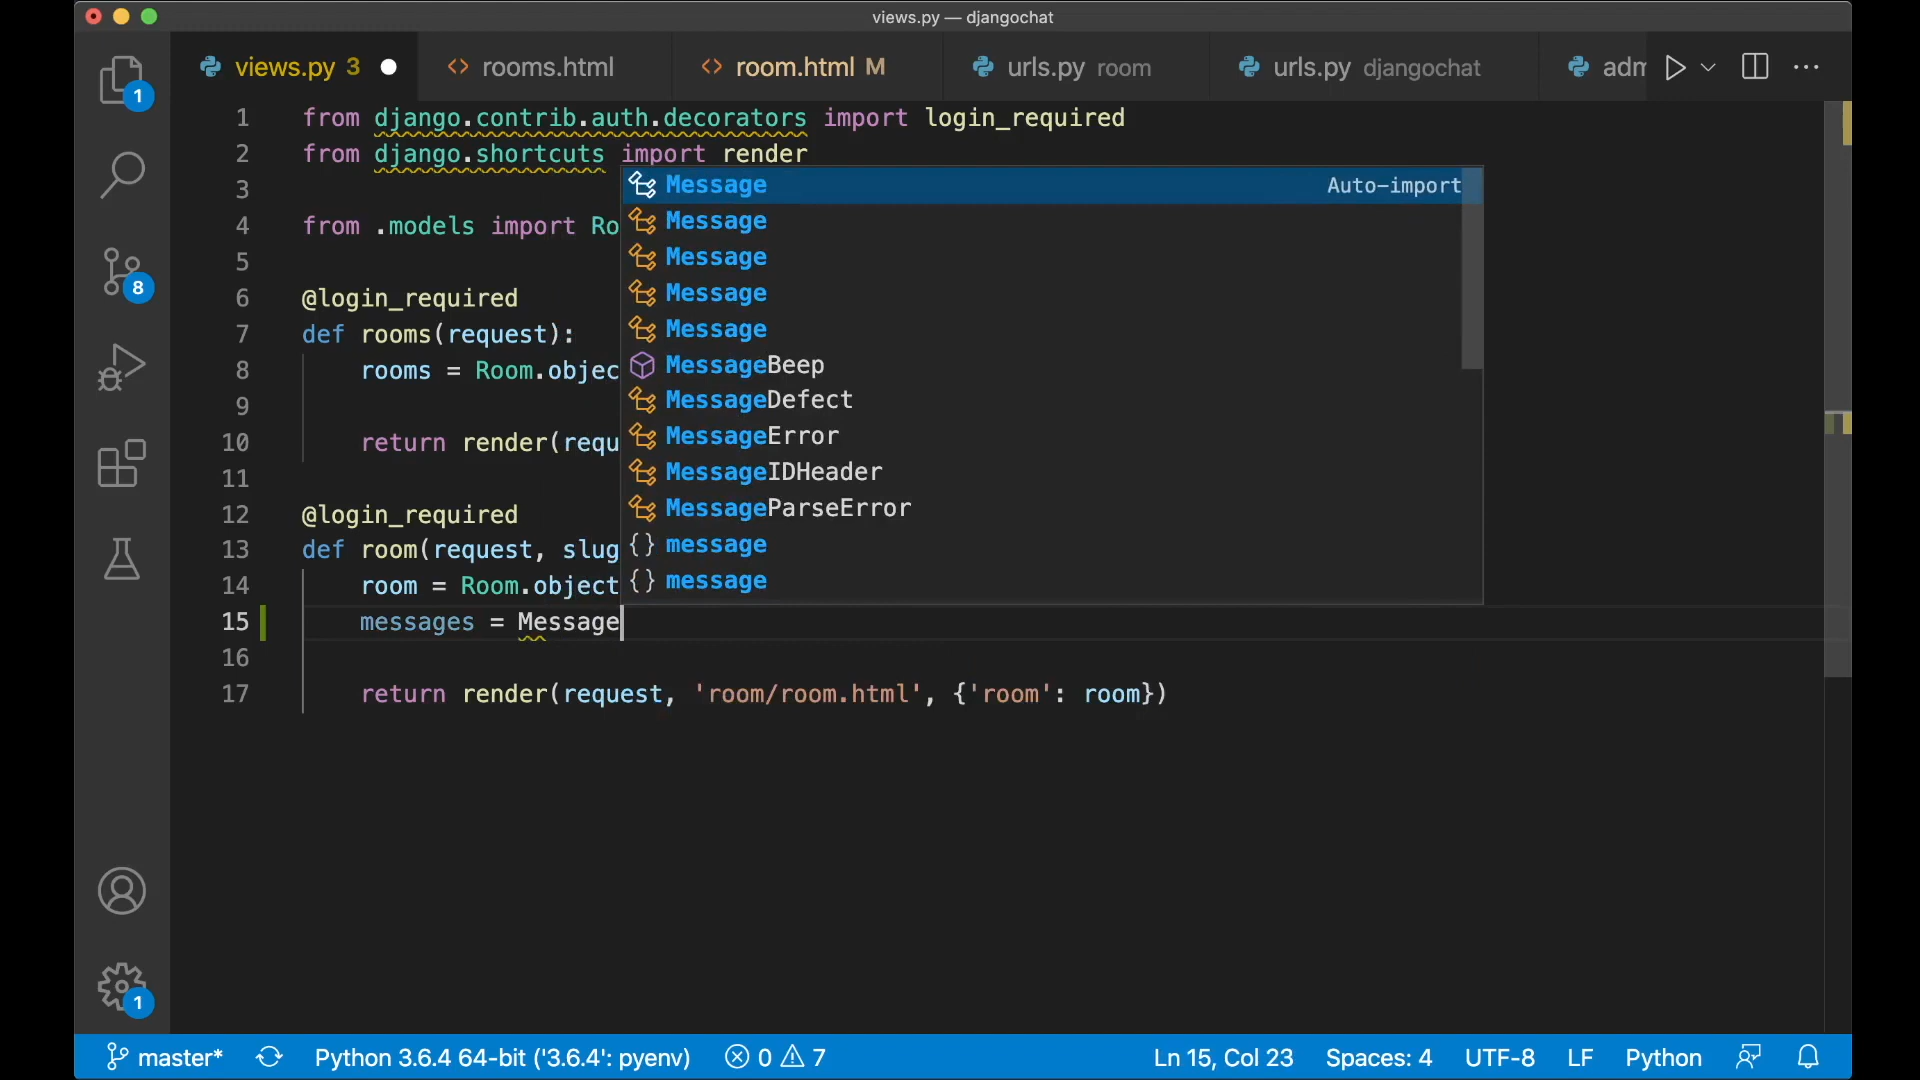 views.py — djangochat
views.py 3 rooms.html room.html M urls.py room urls.py djangochat adm
1 from django.contrib.auth.decorators import login_required
2 from django.shortcuts import render
3
4 from .models import Ro
5
6 @login_required
7 def rooms(request):
8 rooms = Room.objec
9
10 return render(requ
11
12 @login_required
13 def room(request, slug
14 room = Room.object
15 messages = Message
16
17 return render(request, 'room/room.html', {'room': room})
Message Auto-import
Message
Message
Message
Message
MessageBeep
MessageDefect
MessageError
MessageIDHeader
MessageParseError
message
message
1
8
1
master* Python 3.6.4 64-bit ('3.6.4': pyenv) 0 7 Ln 15, Col 23 Spaces: 4 UTF-8 LF Python